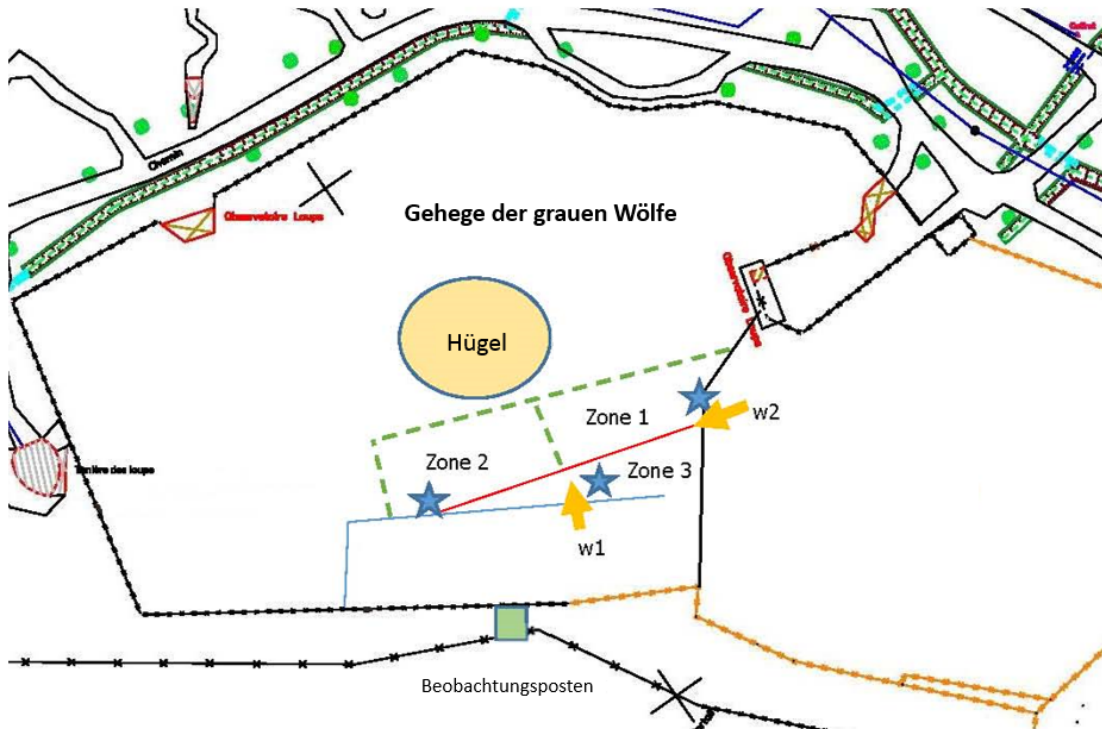 Chemin
Observatoire Loups
Gehege der grauen Wölfe
Observatoire Loups
Hügel
Zone 1
w2
Zone 2
Zone 3
Tanière des loups
w1
Beobachtungsposten